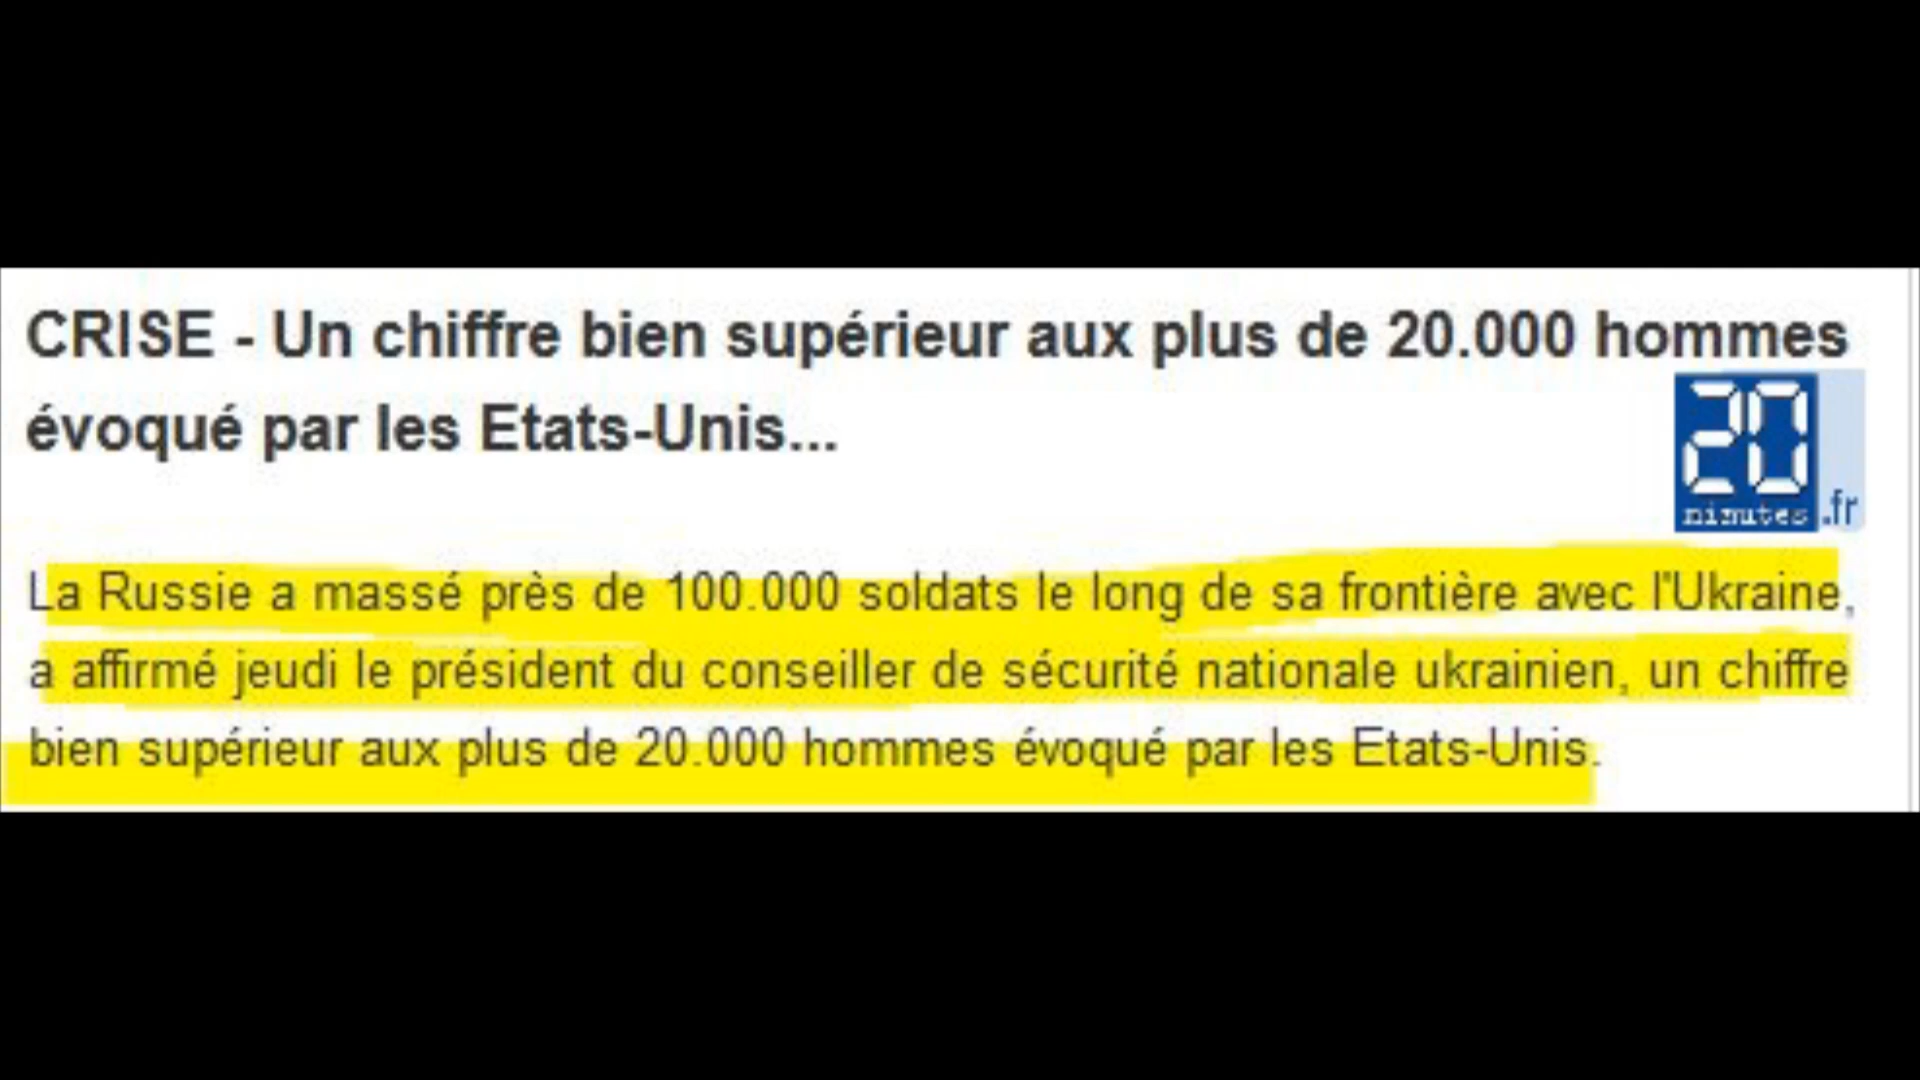 CRISE - Un chiffre bien supérieur aux plus de 20.000 hommes
évoqué par les Etats-Unis...
20
minutes.fr
La Russie a massé près de 100.000 soldats le long de sa frontière avec l'Ukraine,
a affirmé jeudi le président du conseiller de sécurité nationale ukrainien, un chiffre
bien supérieur aux plus de 20.000 hommes évoqué par les Etats-Unis.